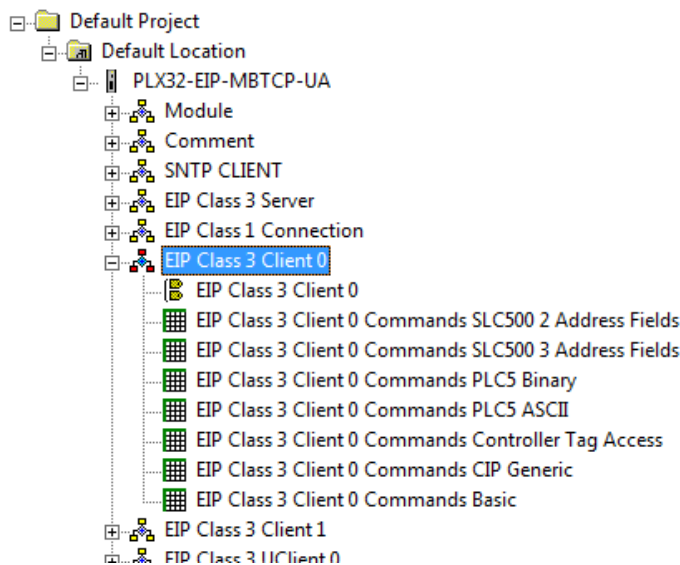 Default Project
Default Location
PLX32-EIP-MBTCP-UA
Module
Comment
SNTP CLIENT
EIP Class 3 Server
EIP Class 1 Connection
EIP Class 3 Client 0
EIP Class 3 Client 0
EIP Class 3 Client 0 Commands SLC500 2 Address Fields
EIP Class 3 Client 0 Commands SLC500 3 Address Fields
EIP Class 3 Client 0 Commands PLC5 Binary
EIP Class 3 Client 0 Commands PLC5 ASCII
EIP Class 3 Client 0 Commands Controller Tag Access
EIP Class 3 Client 0 Commands CIP Generic
EIP Class 3 Client 0 Commands Basic
EIP Class 3 Client 1
EIP Class 3 UClient 0